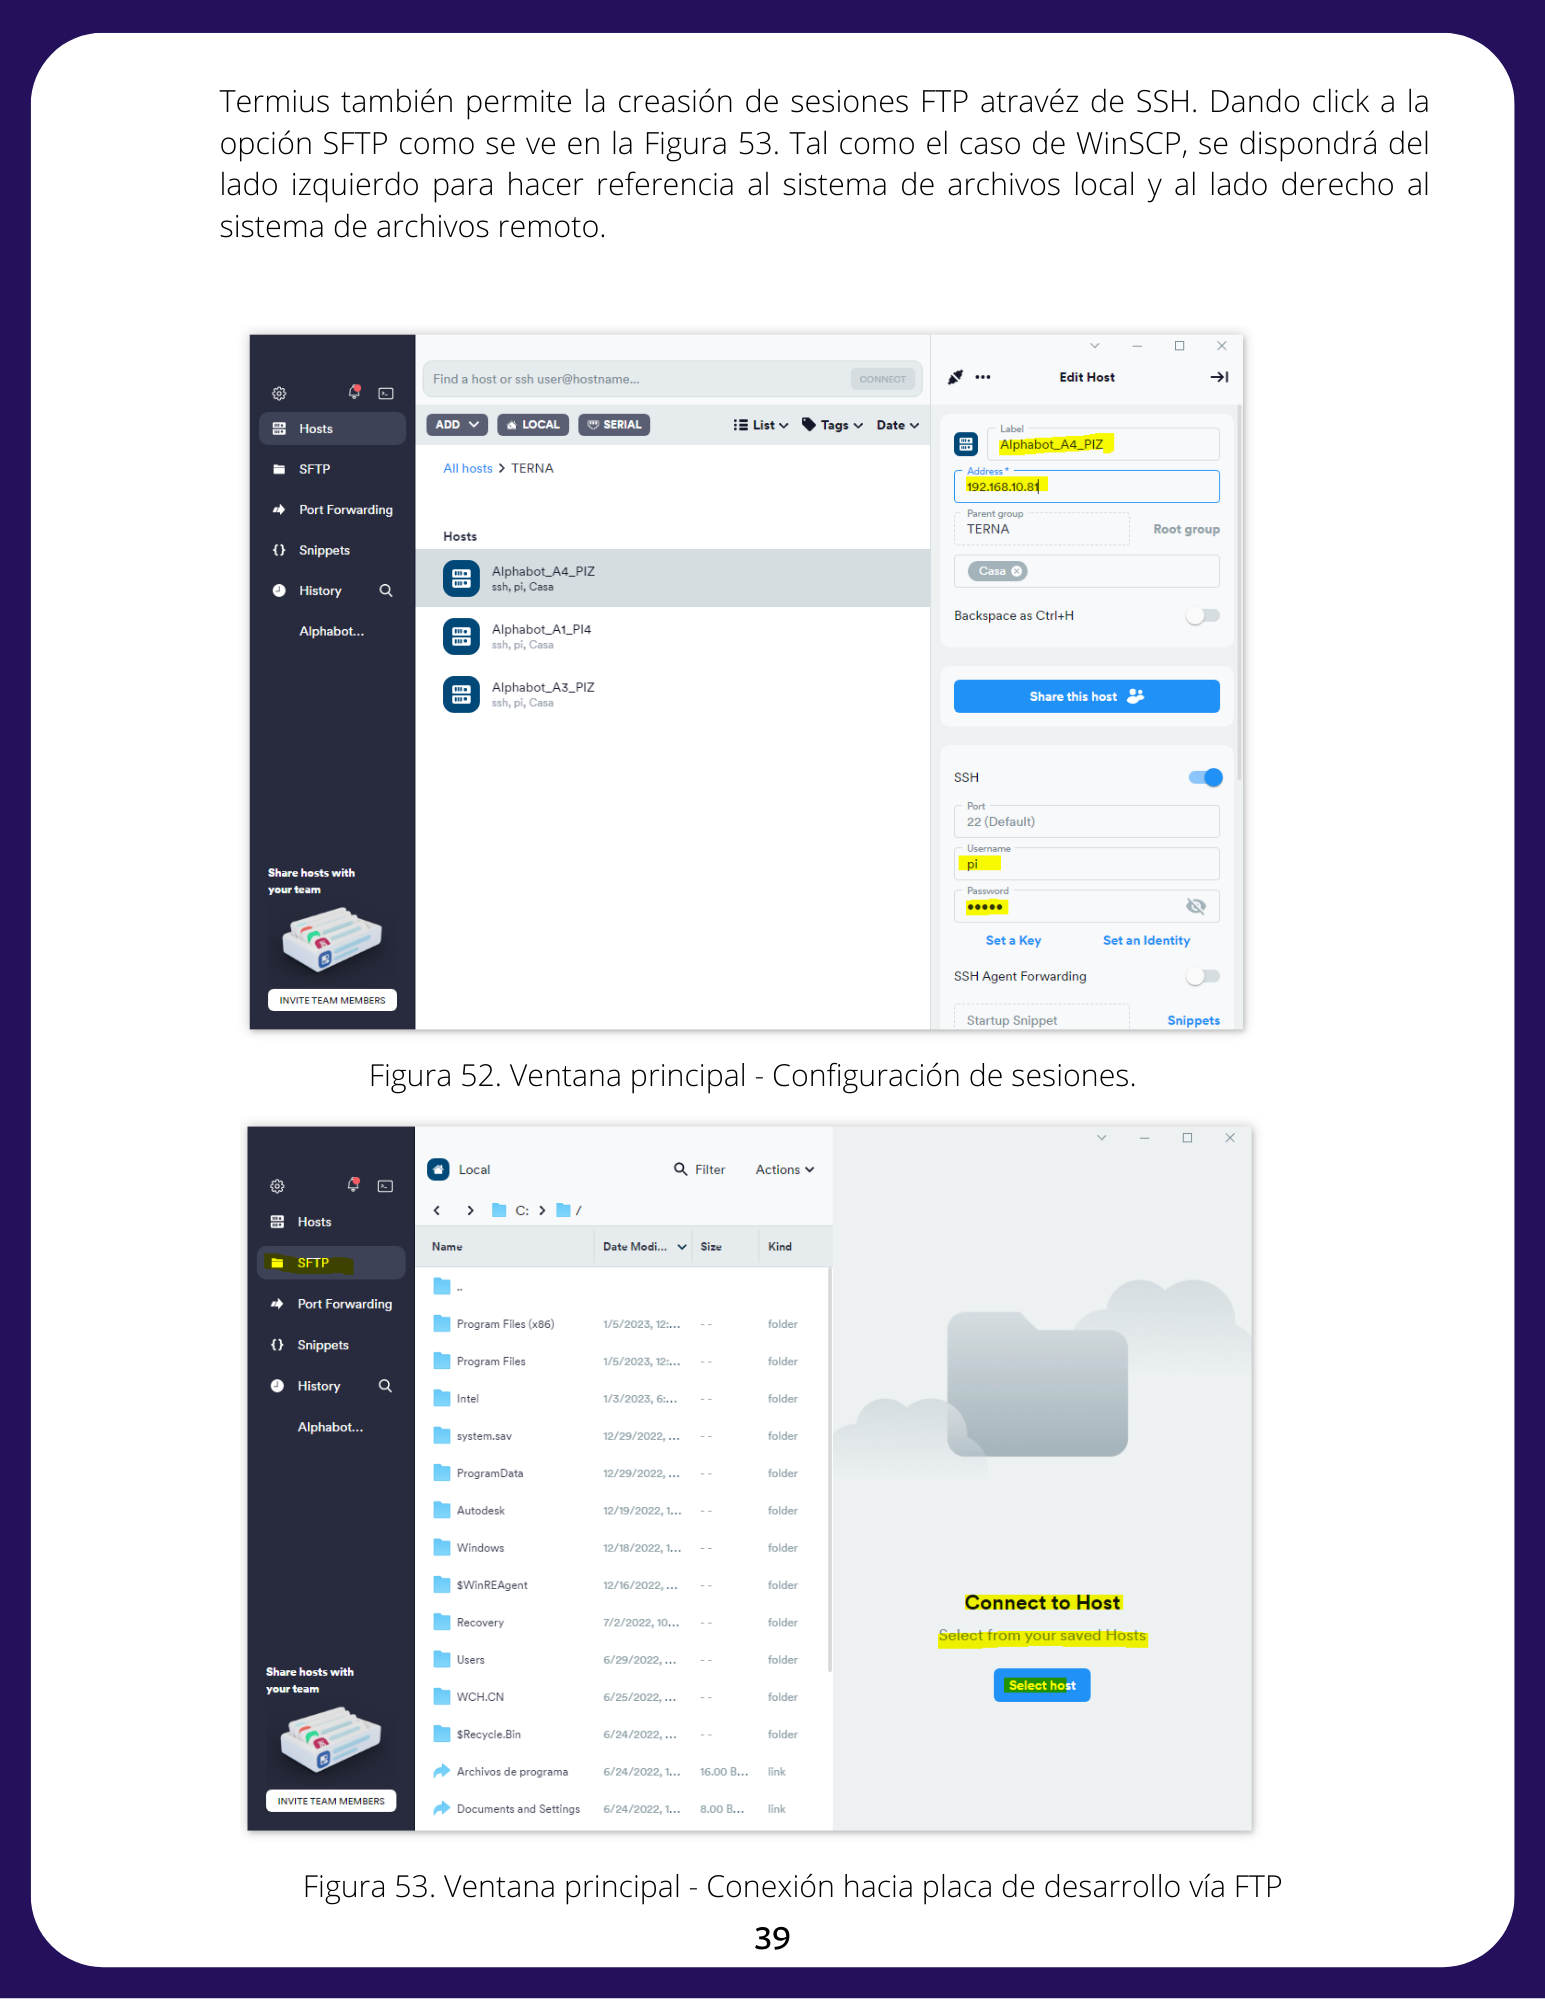 Termius también permite la creasión de sesiones FTP atravéz de SSH. Dando click a la
opción SFTP como se ve en la Figura 53. Tal como el caso de WinSCP, se dispondrá del
lado izquierdo para hacer referencia al sistema de archivos local y al lado derecho al
sistema de archivos remoto.
Hosts
SFTP
Port Forwarding
{} Snippets
History
Alphabot...
Share hosts with
your team
INVITE TEAM MEMBERS
Find a host or ssh user@hostname...
CONNECT
ADD
LOCAL
SERIAL
List
Tags
Date
All hosts > TERNA
Hosts
Alphabot_A4_PIZ
ssh, pi, Casa
Alphabot_A1_PI4
ssh, pi, Casa
Alphabot_A3_PIZ
ssh, pi, Casa
Edit Host
Label
Alphabot_A4_PIZ
Address *
192.168.10.81
Parent group
TERNA
Root group
Casa
Backspace as Ctrl+H
Share this host
SSH
Port
22 (Default)
Username
pi
Password
•••••
Set a Key
Set an Identity
SSH Agent Forwarding
Startup Snippet
Snippets
Figura 52. Ventana principal - Configuración de sesiones.
Hosts
SFTP
Port Forwarding
{} Snippets
History
Alphabot...
Share hosts with
your team
INVITE TEAM MEMBERS
Local
Filter
Actions
< > C: > /
Name Date Modi... Size Kind
..
Program Files (x86) 1/5/2023, 12:... - - folder
Program Files 1/5/2023, 12:... - - folder
Intel 1/3/2023, 6:... - - folder
system.sav 12/29/2022, ... - - folder
ProgramData 12/29/2022, ... - - folder
Autodesk 12/19/2022, 1... - - folder
Windows 12/18/2022, 1... - - folder
$WinREAgent 12/16/2022, ... - - folder
Recovery 7/2/2022, 10... - - folder
Users 6/29/2022, ... - - folder
WCH.CN 6/25/2022, ... - - folder
$Recycle.Bin 6/24/2022, ... - - folder
Archivos de programa 6/24/2022, 1... 16.00 B... link
Documents and Settings 6/24/2022, 1... 8.00 B... link
Connect to Host
Select from your saved Hosts
Select host
Figura 53. Ventana principal - Conexión hacia placa de desarrollo vía FTP
39